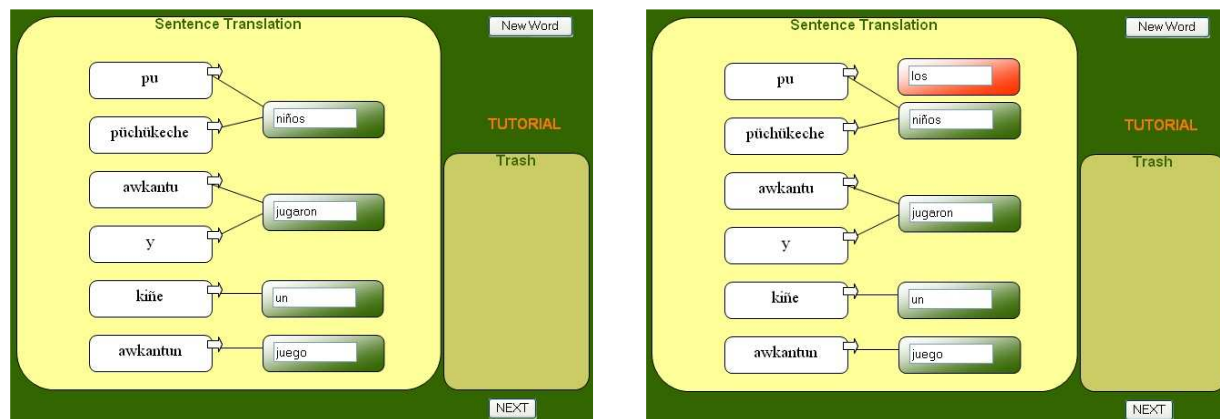 Sentence Translation
New Word
pu
niños
püchükeche
TUTORIAL
Trash
awkantu
jugaron
y
kiñe
un
awkantun
juego
NEXT
Sentence Translation
New Word
pu
los
niños
püchükeche
TUTORIAL
Trash
awkantu
jugaron
y
kiñe
un
awkantun
juego
NEXT